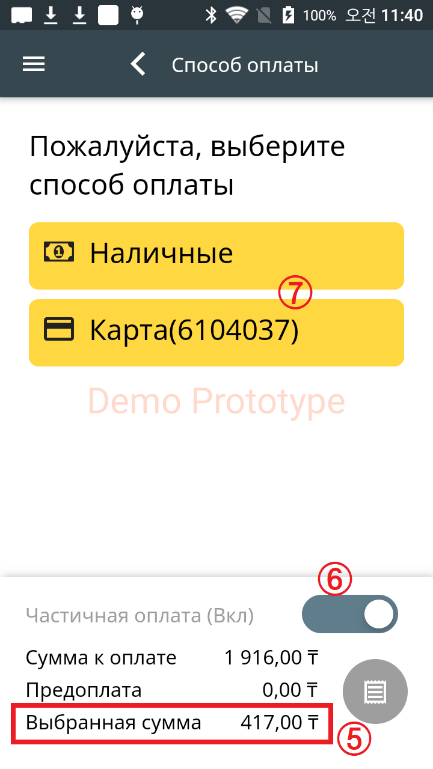 100% 오전 11:40
Способ оплаты
Пожалуйста, выберите
способ оплаты
Наличные
⑦
Карта(6104037)
Demo Prototype
⑥
Частичная оплата (Вкл)
Сумма к оплате 1 916,00 ₸
Предоплата 0,00 ₸
Выбранная сумма 417,00 ₸
⑤